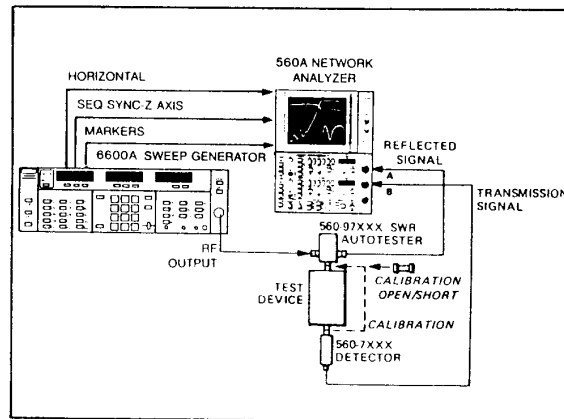 560A NETWORK
ANALYZER
HORIZONTAL
SEQ SYNC-Z AXIS
MARKERS
6600A SWEEP GENERATOR
REFLECTED
SIGNAL
A
B
TRANSMISSION
SIGNAL
560-97XXX SWR
AUTOTESTER
RF
OUTPUT
TEST
DEVICE
CALIBRATION
OPEN/SHORT
CALIBRATION
560-7XXX
DETECTOR